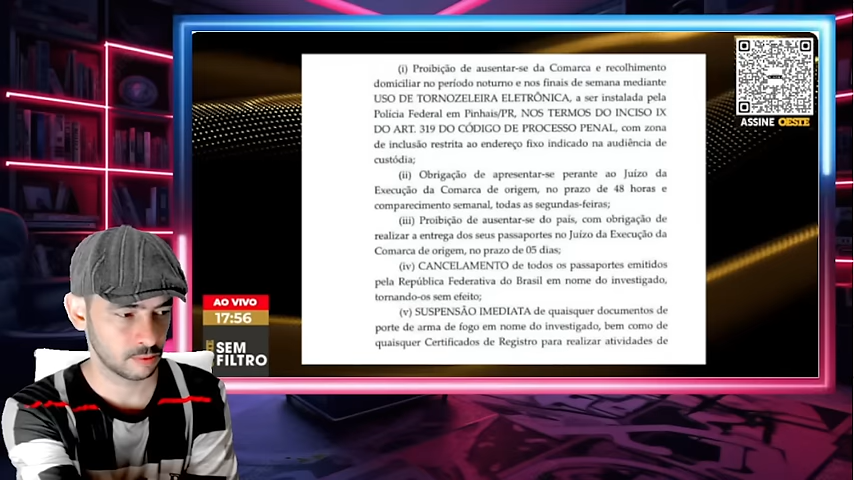 (i) Proibição de ausentar-se da Comarca e recolhimento
domiciliar no período noturno e nos finais de semana mediante
USO DE TORNOZELEIRA ELETRÔNICA, a ser instalada pela
Polícia Federal em Pinhais/PR, NOS TERMOS DO INCISO IX
DO ART. 319 DO CÓDIGO DE PROCESSO PENAL, com zona
de inclusão restrita ao endereço fixo indicado na audiência de
custódia;
(ii) Obrigação de apresentar-se perante ao Juízo da
Execução da Comarca de origem, no prazo de 48 horas e
comparecimento semanal, todas as segundas-feiras;
(iii) Proibição de ausentar-se do país, com obrigação de
realizar a entrega dos seus passaportes no Juízo da Execução da
Comarca de origem, no prazo de 05 dias;
(iv) CANCELAMENTO de todos os passaportes emitidos
pela República Federativa do Brasil em nome do investigado,
tornando-os sem efeito;
(v) SUSPENSÃO IMEDIATA de quaisquer documentos de
porte de arma de fogo em nome do investigado, bem como de
quaisquer Certificados de Registro para realizar atividades de
ASSINE OESTE
AO VIVO
17:56
SEM
FILTRO